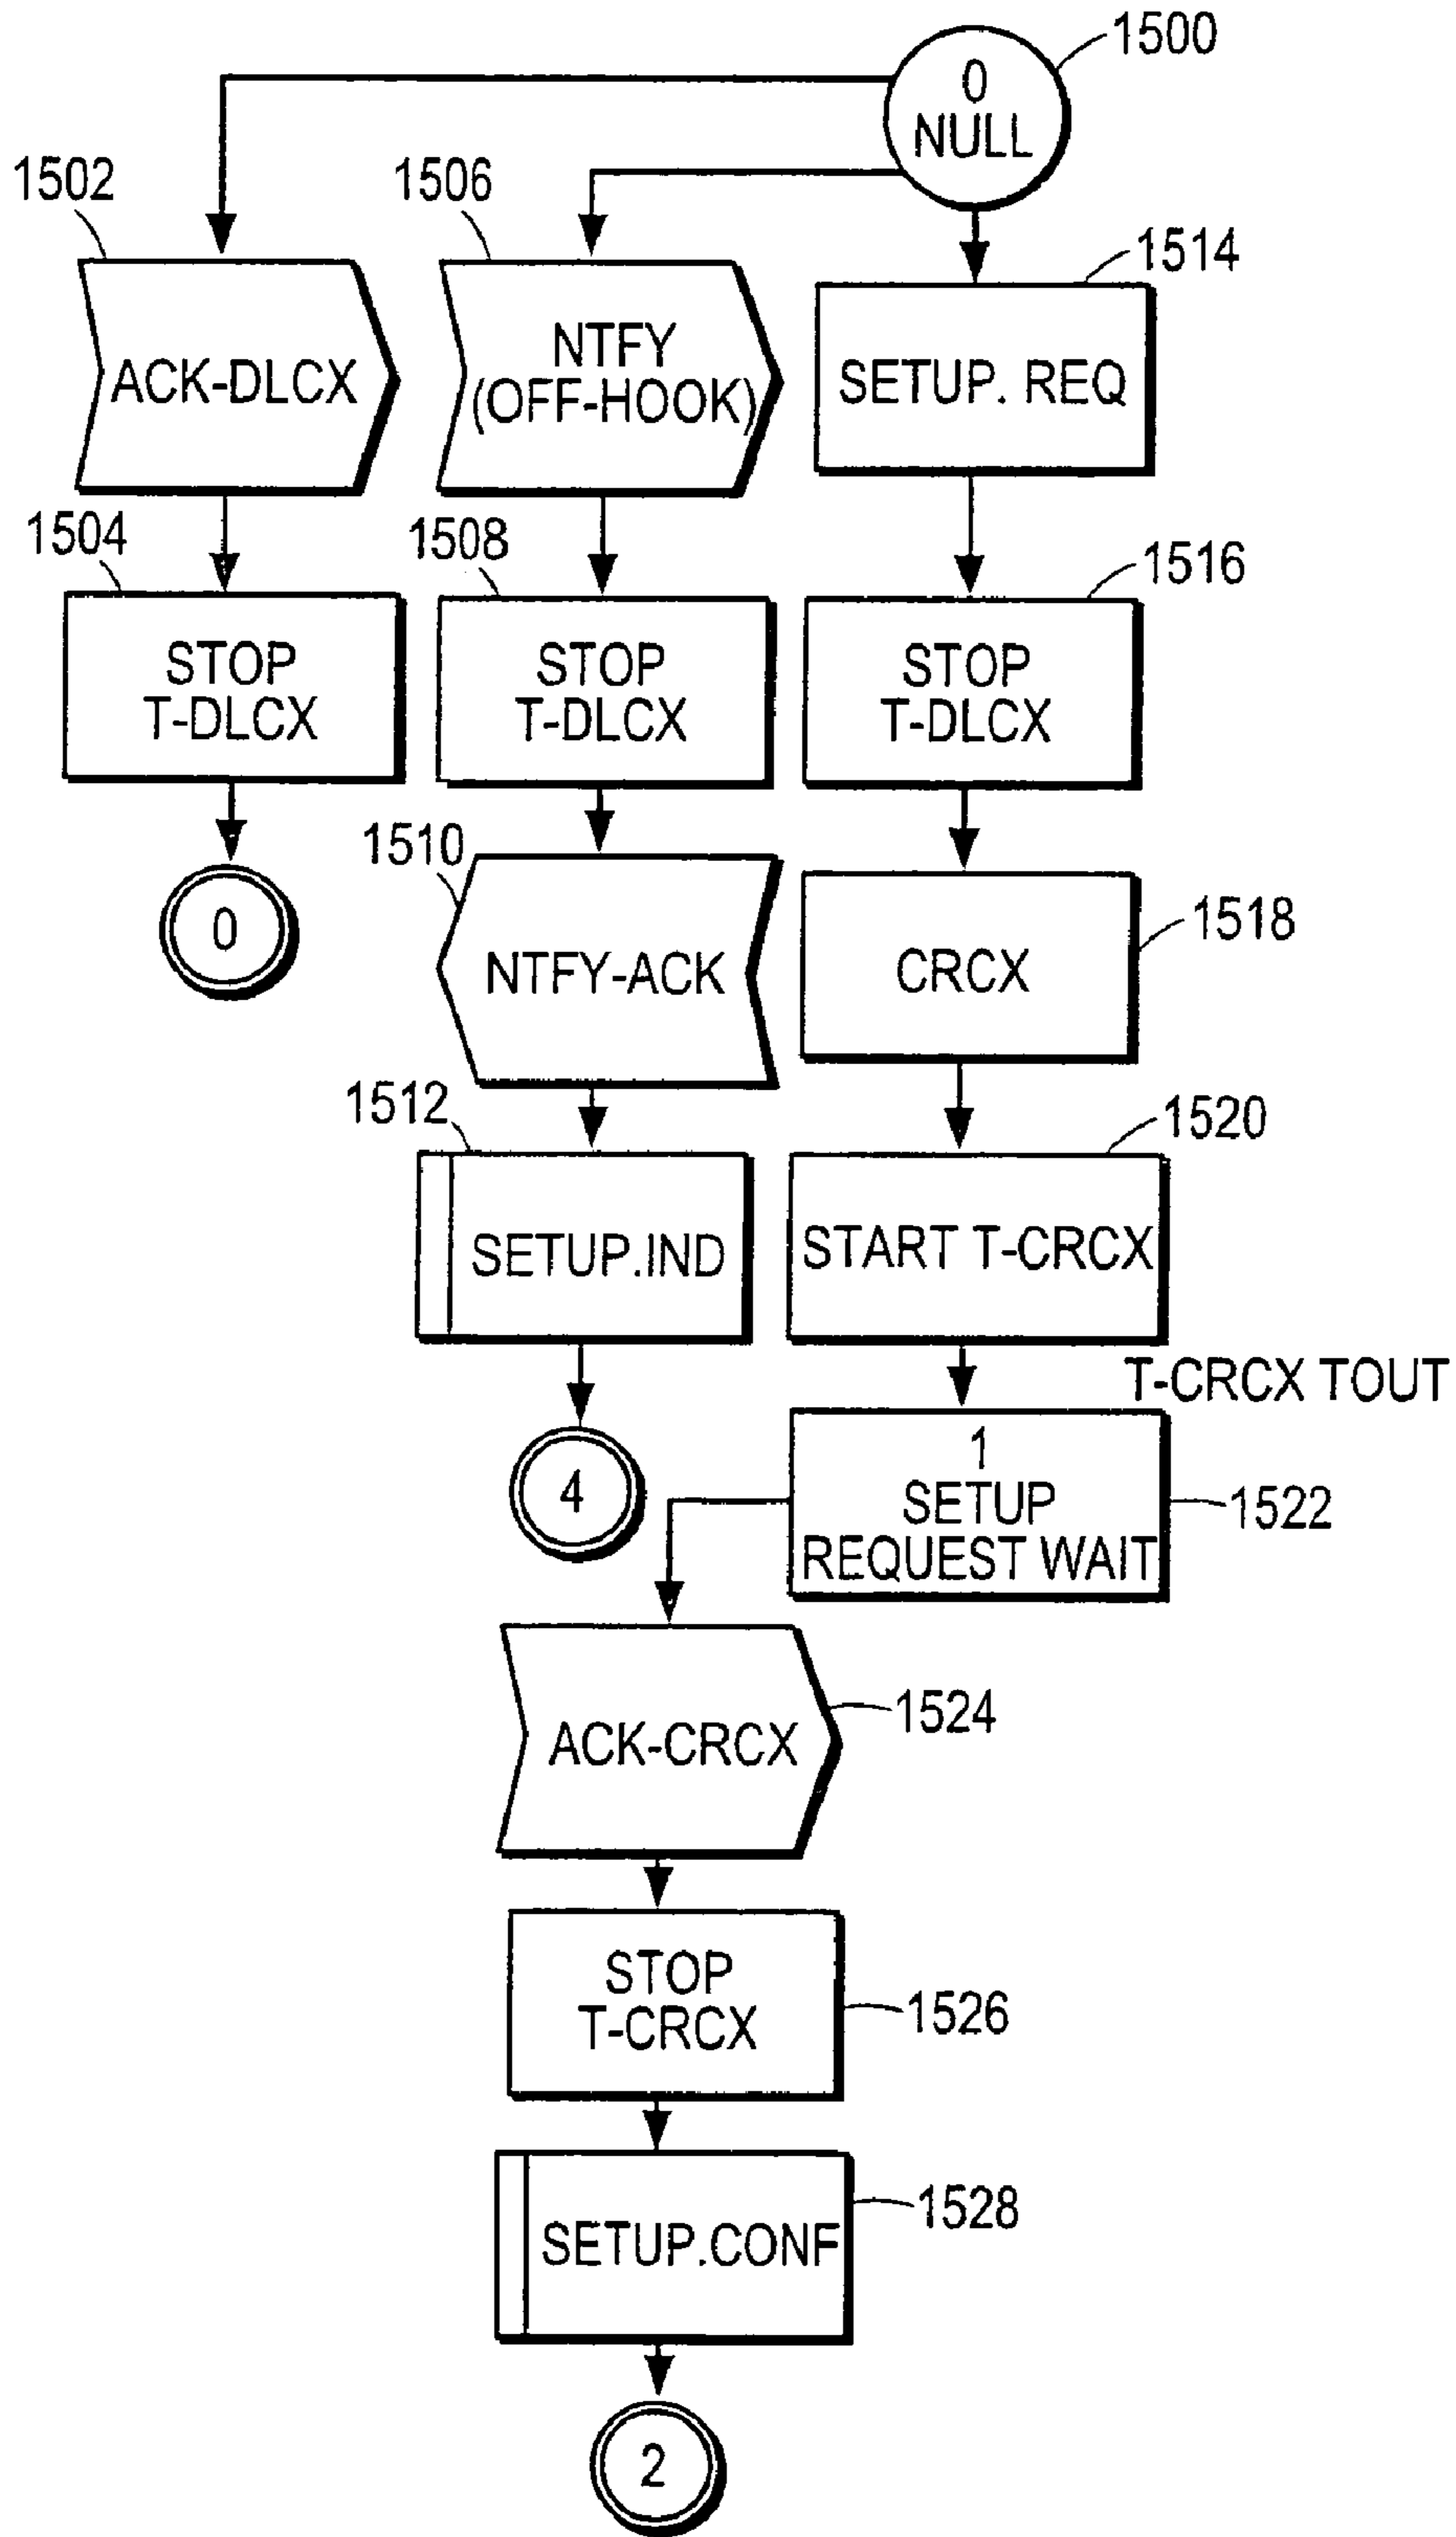 1500
0
NULL
1502
1506
1514
ACK-DLCX
NTFY
(OFF-HOOK)
SETUP. REQ
1504
1508
1516
STOP
T-DLCX
STOP
T-DLCX
STOP
T-DLCX
1510
1518
0
NTFY-ACK
CRCX
1512
1520
SETUP.IND
START T-CRCX
T-CRCX TOUT
4
1
SETUP
REQUEST WAIT
1522
1524
ACK-CRCX
STOP
T-CRCX
1526
1528
SETUP.CONF
2